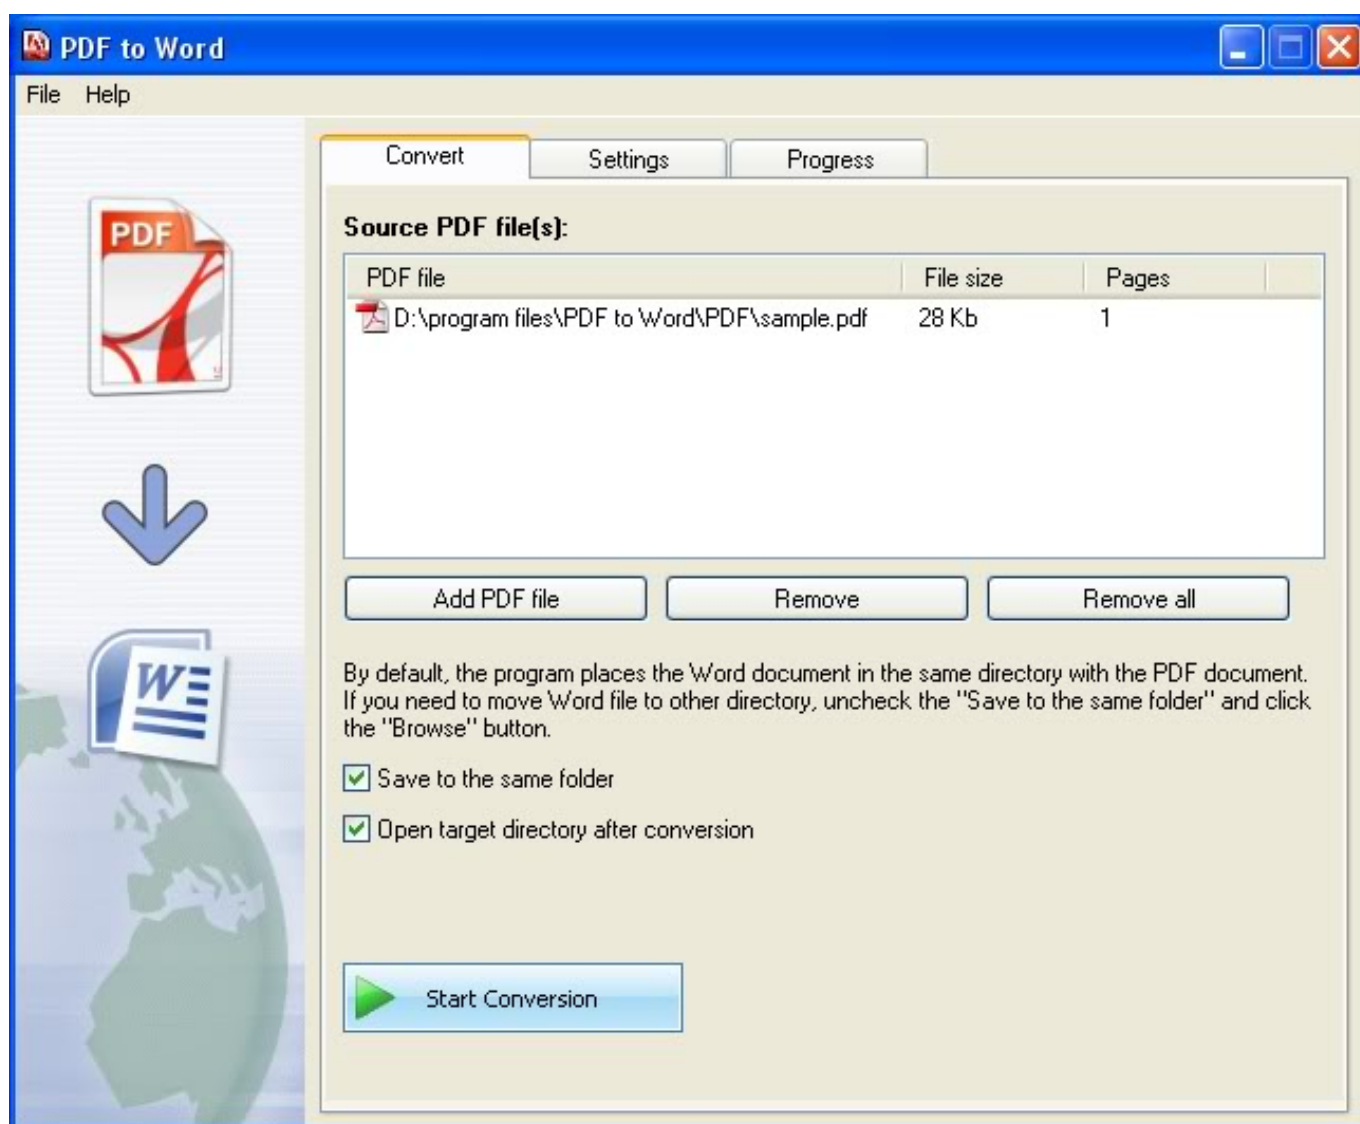 PDF to Word
File Help
Convert Settings Progress
PDF
Source PDF file(s):
PDF file File size Pages
D:\program files\PDF to Word\PDF\sample.pdf 28 Kb 1
Add PDF file Remove Remove all
W
By default, the program places the Word document in the same directory with the PDF document.
If you need to move Word file to other directory, uncheck the "Save to the same folder" and click
the "Browse" button.
Save to the same folder
Open target directory after conversion
Start Conversion